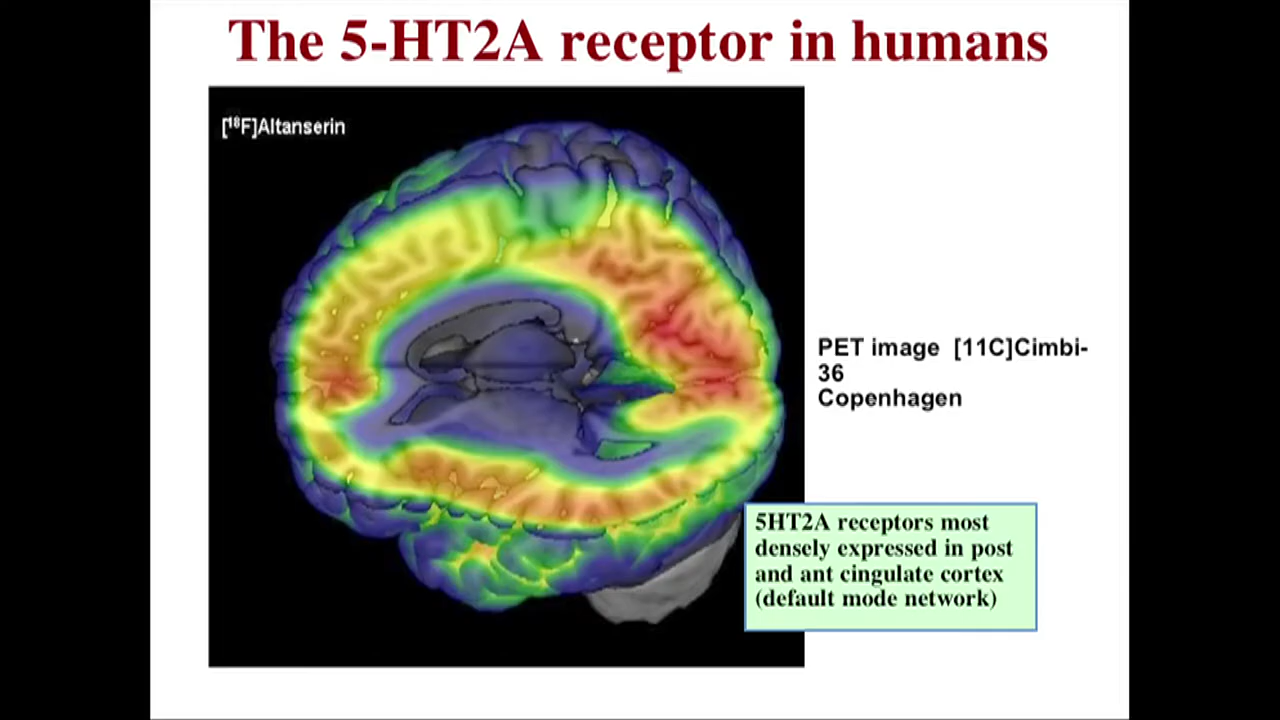 The 5-HT2A receptor in humans
[¹⁸F]Altanserin
PET image [11C]Cimbi-
36
Copenhagen
5HT2A receptors most
densely expressed in post
and ant cingulate cortex
(default mode network)